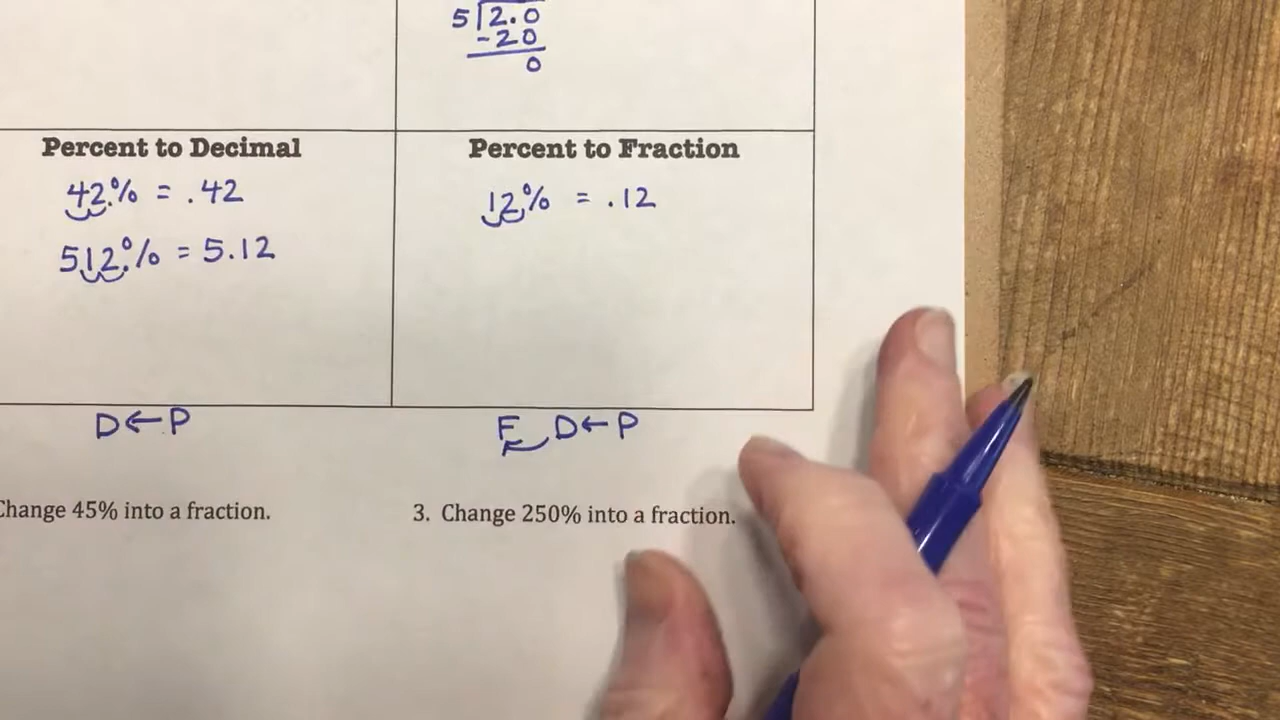 5 2.0
-20
0
Percent to Decimal
42.% = .42
512.% = 5.12
D←P
Percent to Fraction
12% = .12
F D←P
Change 45% into a fraction.
3. Change 250% into a fraction.